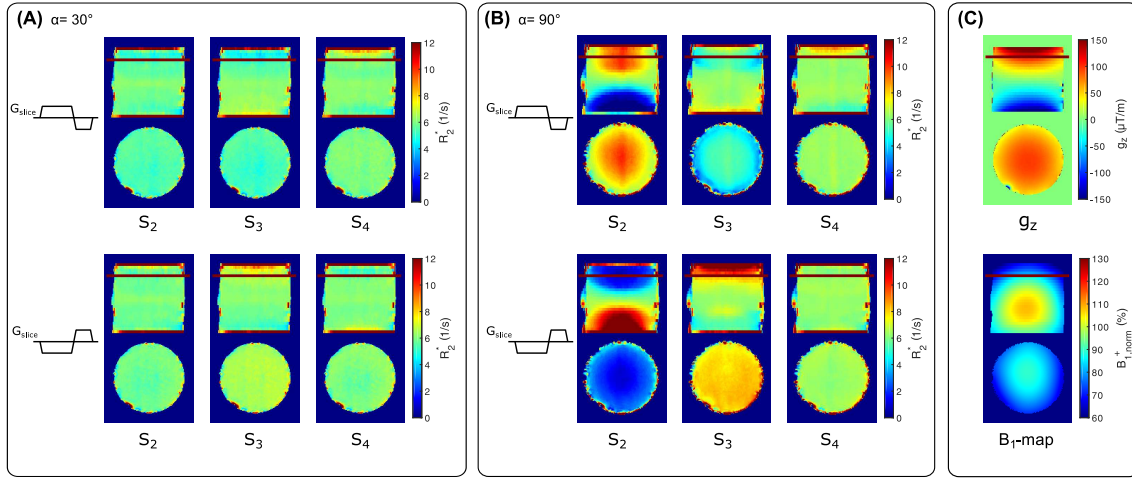 (A) α= 30°
(B) α= 90°
(C)
G_slice
12
10
8
6
4
2
0
R₂* (1/s)
S₂
S₃
S₄
G_slice
12
10
8
6
4
2
0
R₂* (1/s)
S₂
S₃
S₄
G_slice
12
10
8
6
4
2
0
R₂* (1/s)
S₂
S₃
S₄
G_slice
12
10
8
6
4
2
0
R₂* (1/s)
S₂
S₃
S₄
150
100
50
0
-50
-100
-150
g_z (μT/m)
g_z
130
120
110
100
90
80
70
60
B⁺₁,norm (%)
B₁-map